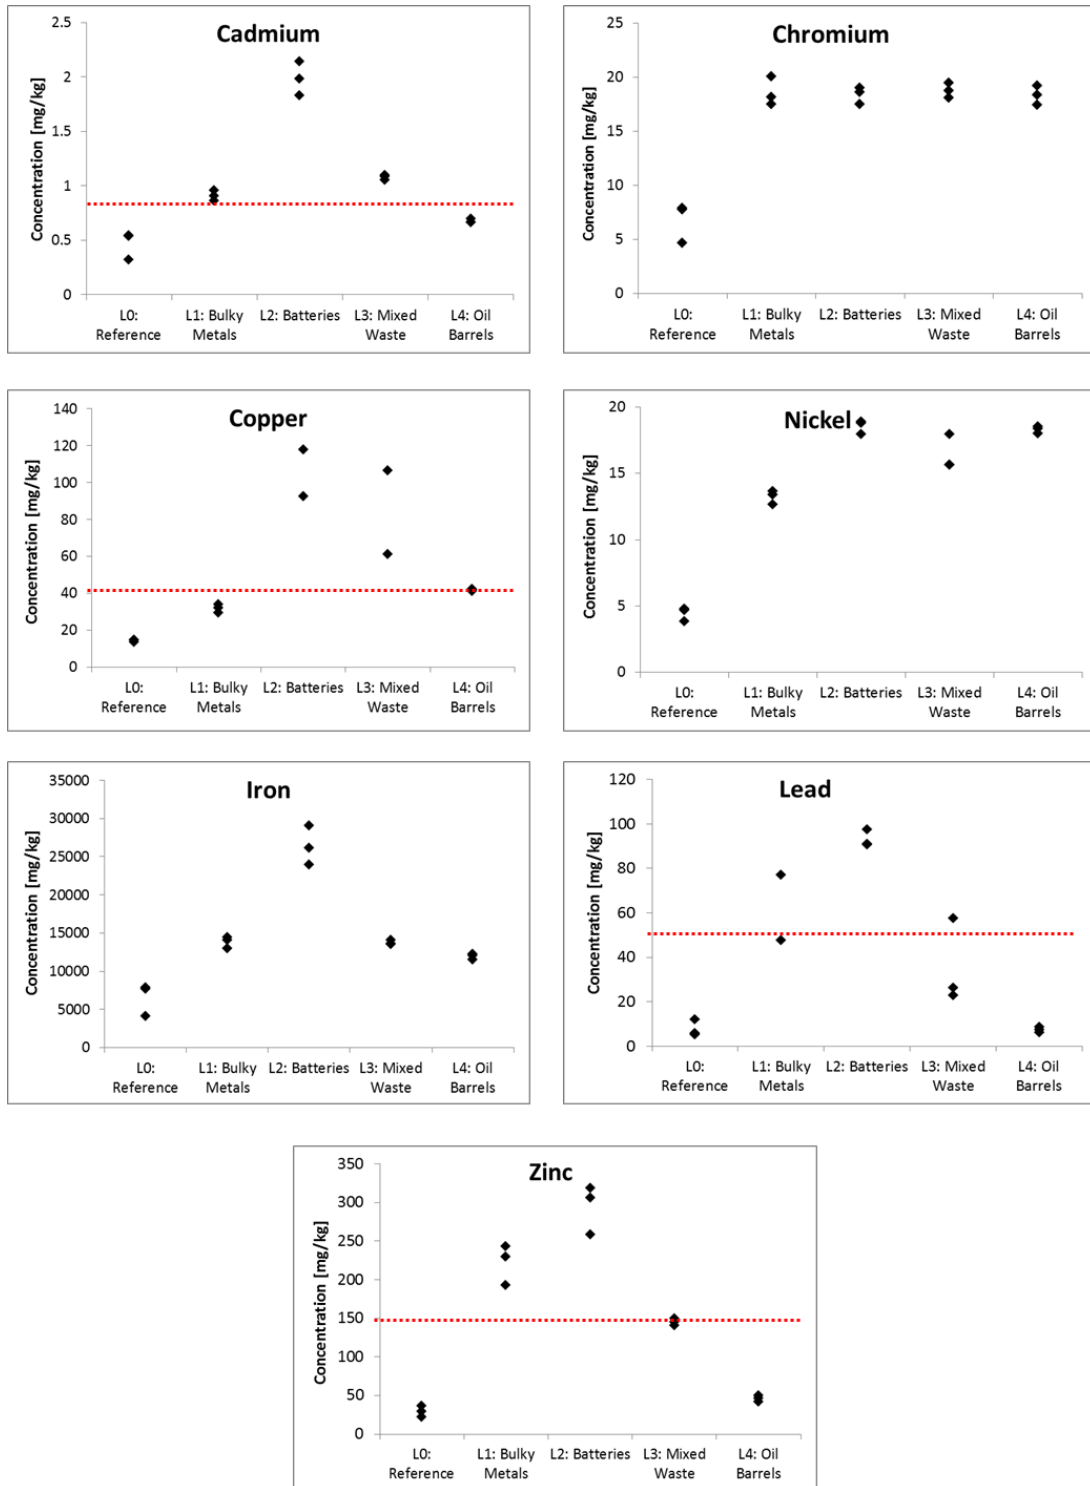 Cadmium
Concentration [mg/kg]
2.5
2
1.5
1
0.5
0
L0: Reference
L1: Bulky Metals
L2: Batteries
L3: Mixed Waste
L4: Oil Barrels
Chromium
Concentration [mg/kg]
25
20
15
10
5
0
L0: Reference
L1: Bulky Metals
L2: Batteries
L3: Mixed Waste
L4: Oil Barrels
Copper
Concentration [mg/kg]
140
120
100
80
60
40
20
0
L0: Reference
L1: Bulky Metals
L2: Batteries
L3: Mixed Waste
L4: Oil Barrels
Nickel
Concentration [mg/kg]
20
15
10
5
0
L0: Reference
L1: Bulky Metals
L2: Batteries
L3: Mixed Waste
L4: Oil Barrels
Iron
Concentration [mg/kg]
35000
30000
25000
20000
15000
10000
5000
0
L0: Reference
L1: Bulky Metals
L2: Batteries
L3: Mixed Waste
L4: Oil Barrels
Lead
Concentration [mg/kg]
120
100
80
60
40
20
0
L0: Reference
L1: Bulky Metals
L2: Batteries
L3: Mixed Waste
L4: Oil Barrels
Zinc
Concentration [mg/kg]
350
300
250
200
150
100
50
0
L0: Reference
L1: Bulky Metals
L2: Batteries
L3: Mixed Waste
L4: Oil Barrels